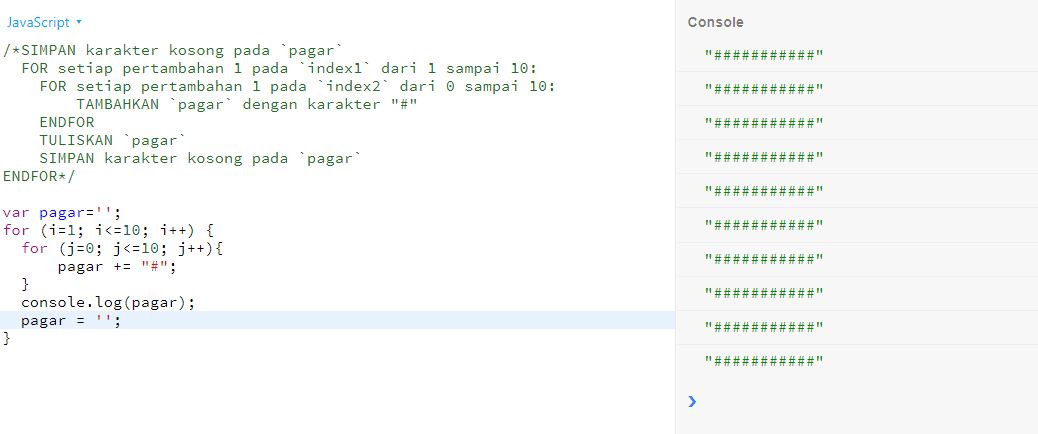 JavaScript
/*SIMPAN karakter kosong pada `pagar`
  FOR setiap pertambahan 1 pada `index1` dari 1 sampai 10:
    FOR setiap pertambahan 1 pada `index2` dari 0 sampai 10:
        TAMBAHKAN `pagar` dengan karakter "#"
    ENDFOR
    TULISKAN `pagar`
    SIMPAN karakter kosong pada `pagar`
ENDFOR*/
var pagar='';
for (i=1; i<=10; i++) {
  for (j=0; j<=10; j++){
      pagar += "#";
  }
  console.log(pagar);
  pagar = '';
}
Console
"###########"
"###########"
"###########"
"###########"
"###########"
"###########"
"###########"
"###########"
"###########"
"###########"